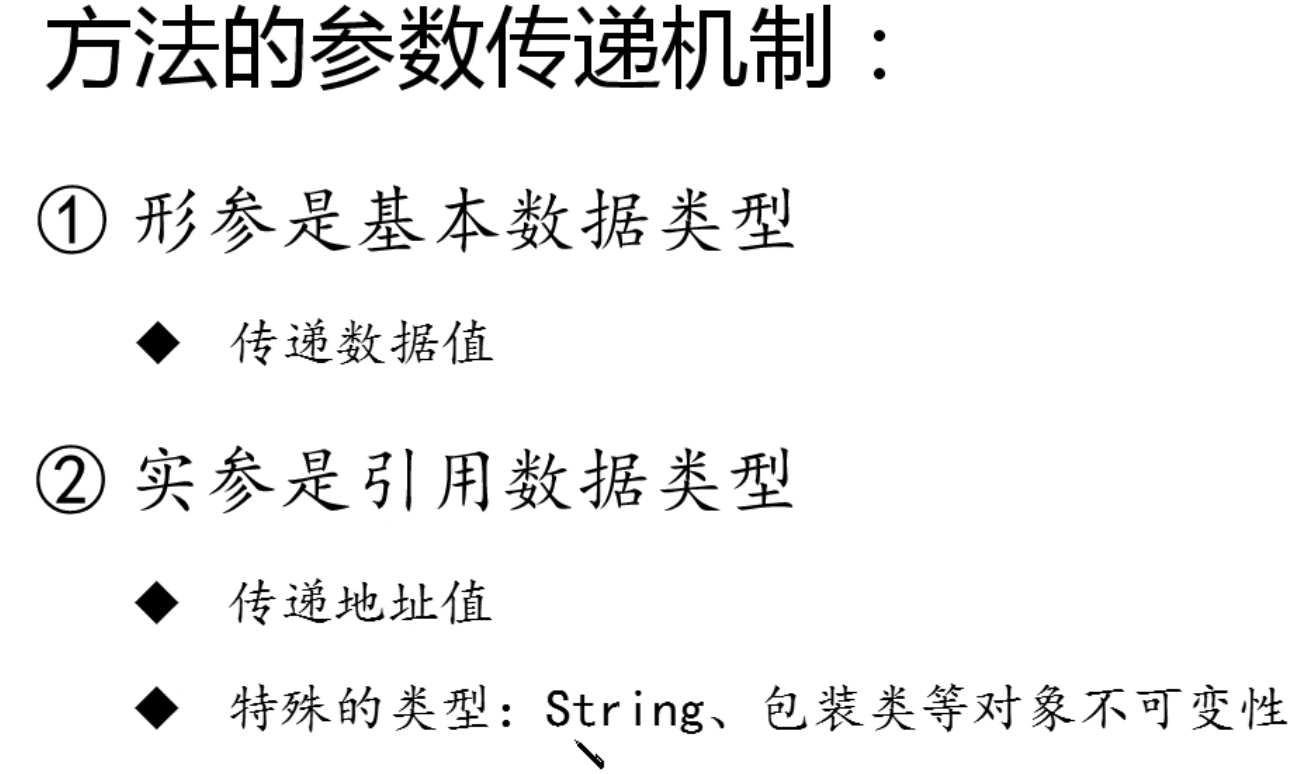 方法的参数传递机制：
① 形参是基本数据类型
◆ 传递数据值
② 实参是引用数据类型
◆ 传递地址值
◆ 特殊的类型：String、包装类等对象不可变性